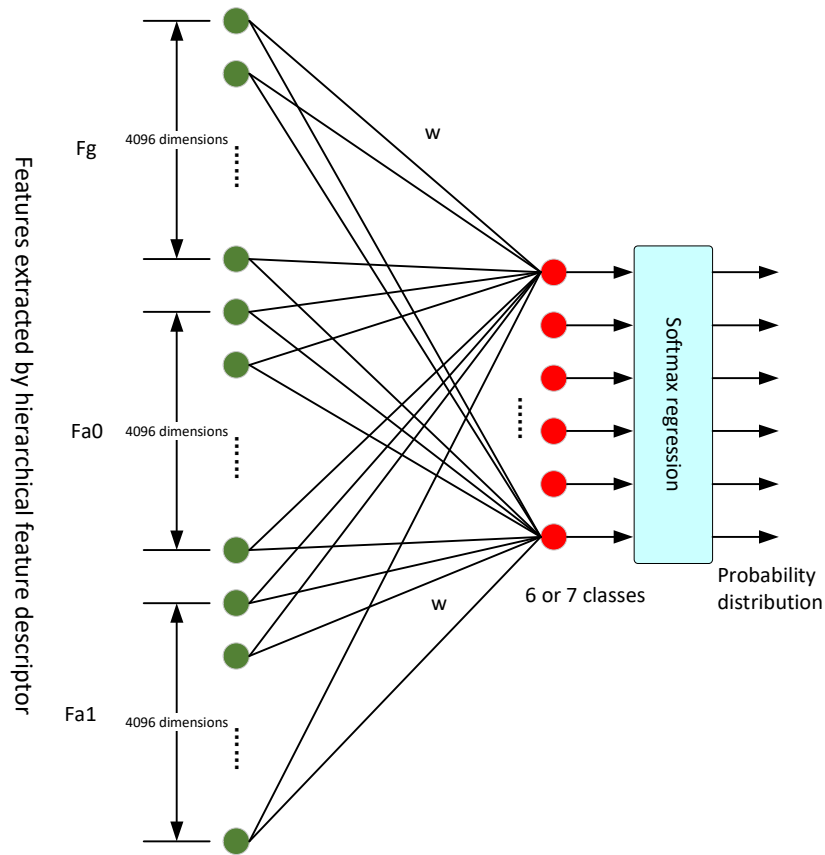 Features extracted by hierarchical feature descriptor
Fg
4096 dimensions
w
Fa0
4096 dimensions
Softmax regression
w
6 or 7 classes
Probability
distribution
Fa1
4096 dimensions